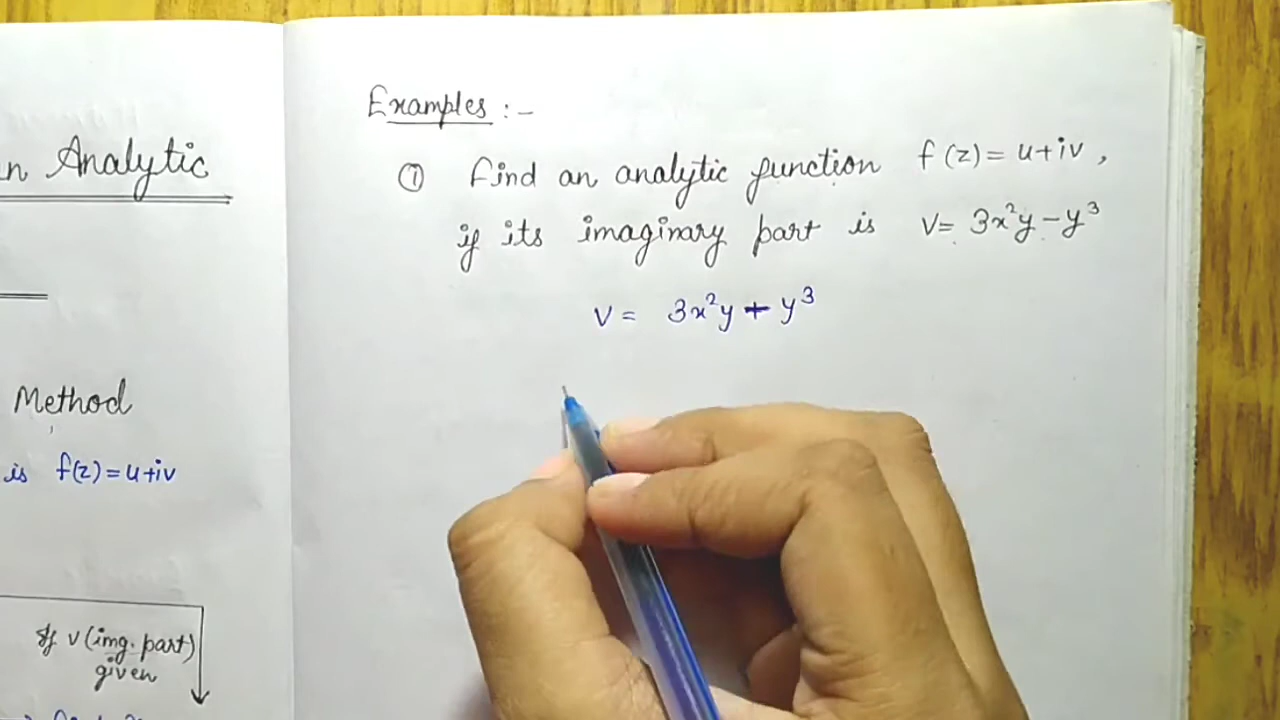 n Analytic
Method
is f(z)=u+iv
If v (img. part)
given
Examples :-
① Find an analytic function f(z)= u+iv,
if its imaginary part is V= 3x²y-y³
V= 3x²y - y³